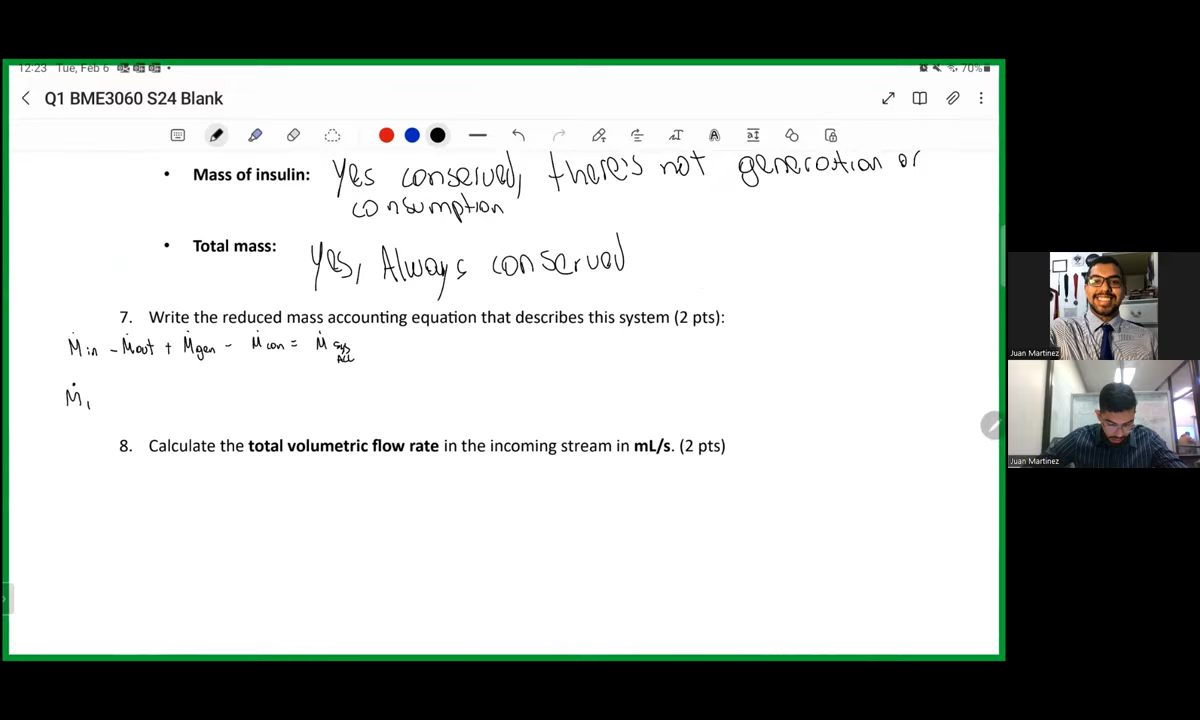 12:23 Tue, Feb 6
70%
Q1 BME3060 S24 Blank
• Mass of insulin: Yes conserved, there's not generation or
consumption
• Total mass: Yes, Always conserved
7. Write the reduced mass accounting equation that describes this system (2 pts):
Ṁin - Ṁout + Ṁgen - Ṁcon = Ṁ sys
Acc
Ṁ1
8. Calculate the total volumetric flow rate in the incoming stream in mL/s. (2 pts)
Juan Martinez
Juan Martinez